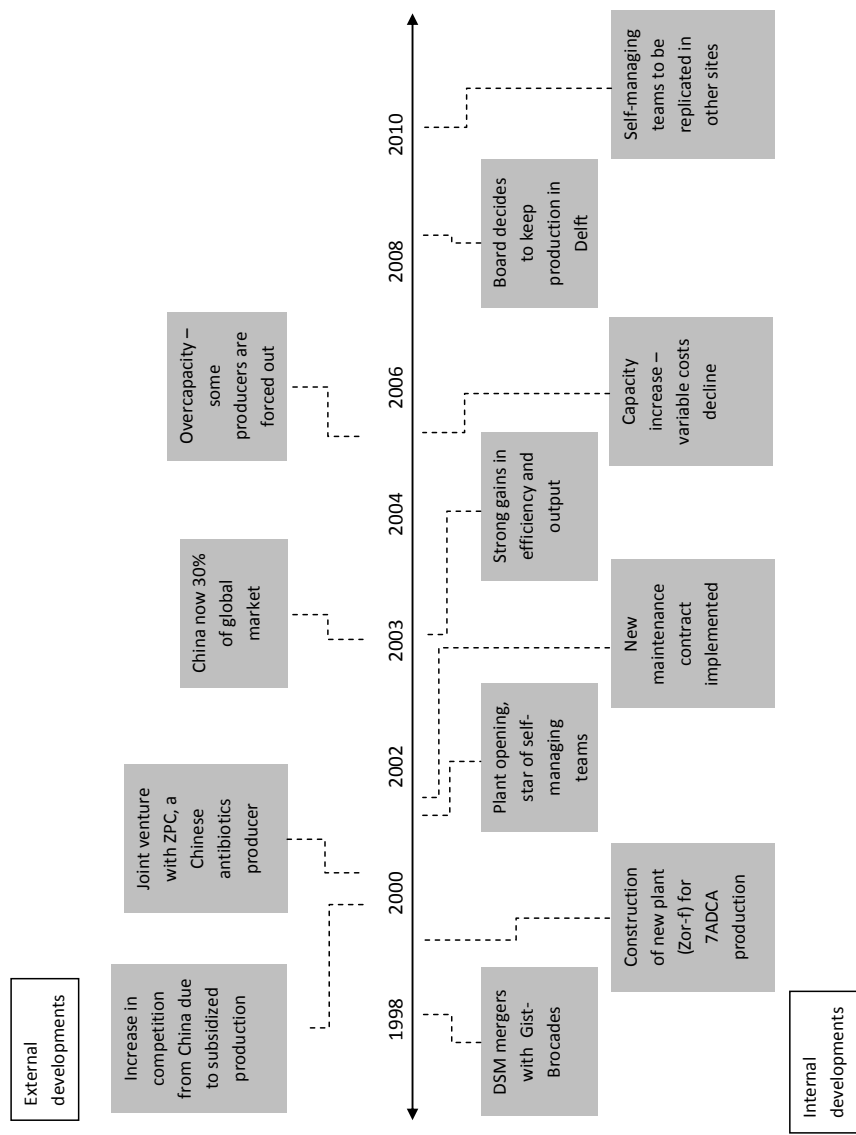 External
developments
Increase in
competition
from China due
to subsidized
production
Joint venture
with ZPC, a
Chinese
antibiotics
producer
China now 30%
of global
market
Overcapacity –
some
producers are
forced out
1998
2000
2002
2003
2004
2006
2008
2010
DSM mergers
with Gist-
Brocades
Plant opening,
star of self-
managing
teams
Strong gains in
efficiency and
output
Board decides
to keep
production in
Delft
Construction
of new plant
(Zor-f) for
7ADCA
production
New
maintenance
contract
implemented
Capacity
increase –
variable costs
decline
Self-managing
teams to be
replicated in
other sites
Internal
developments